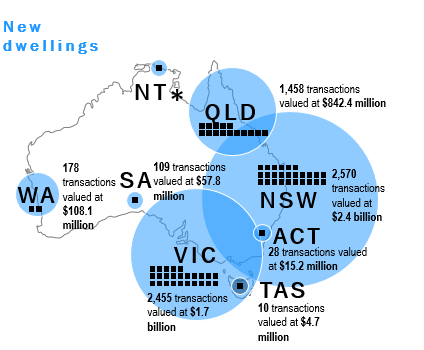 New
dwellings
NT*
QLD
1,458 transactions
valued at $842.4 million
WA
178
transactions
valued at
$108.1
million
SA
109 transactions
valued at $57.8
million
NSW
2,570
transactions
valued at
$2.4 billion
ACT
28 transactions valued
at $15.2 million
VIC
2,455 transactions
valued at $1.7
billion
TAS
10 transactions
valued at $4.7
million